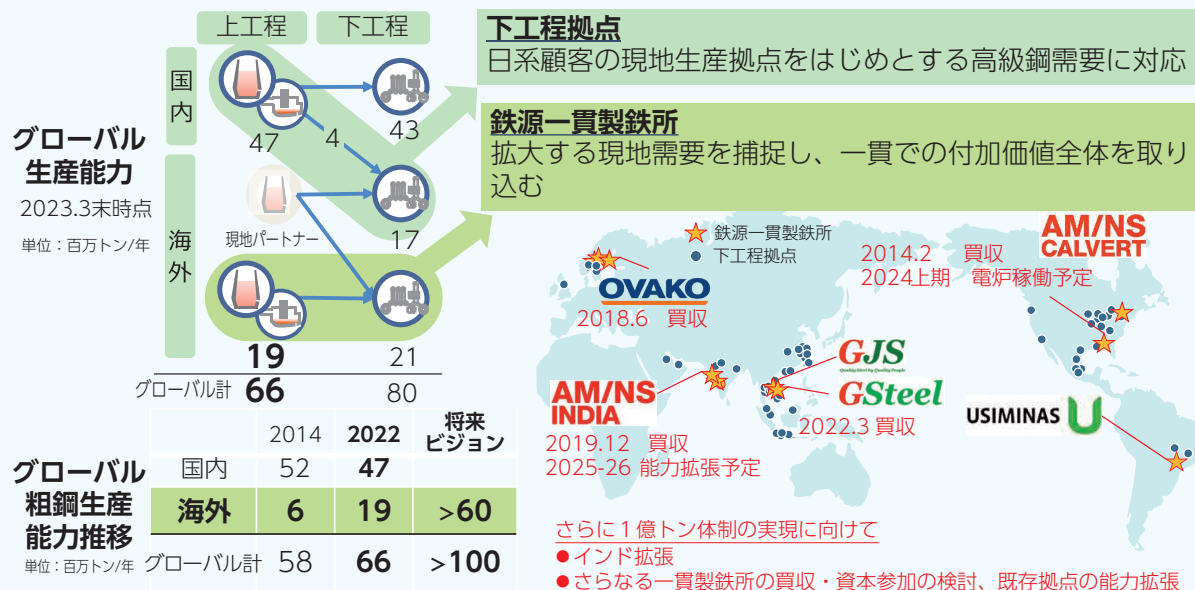 上工程 下工程
国内
47 4 43
グローバル
生産能力
2023.3末時点
単位：百万トン/年
海外
現地パートナー
17
19 21
グローバル計 66 80
下工程拠点
日系顧客の現地生産拠点をはじめとする高級鋼需要に対応
鉄源一貫製鉄所
拡大する現地需要を捕捉し、一貫での付加価値全体を取り
込む
鉄源一貫製鉄所
下工程拠点
OVAKO
2018.6 買収
2014.2 買収
2024上期 電炉稼働予定
AM/NS
CALVERT
AM/NS
INDIA
2019.12 買収
2025-26 能力拡張予定
GJS
Quality Steel by Quality People
GSteel
2022.3 買収
USIMINAS U
グローバル
粗鋼生産
能力推移
単位：百万トン/年
2014 2022 将来
ビジョン
国内 52 47
海外 6 19 >60
グローバル計 58 66 >100
さらに１億トン体制の実現に向けて
●インド拡張
●さらなる一貫製鉄所の買収・資本参加の検討、既存拠点の能力拡張